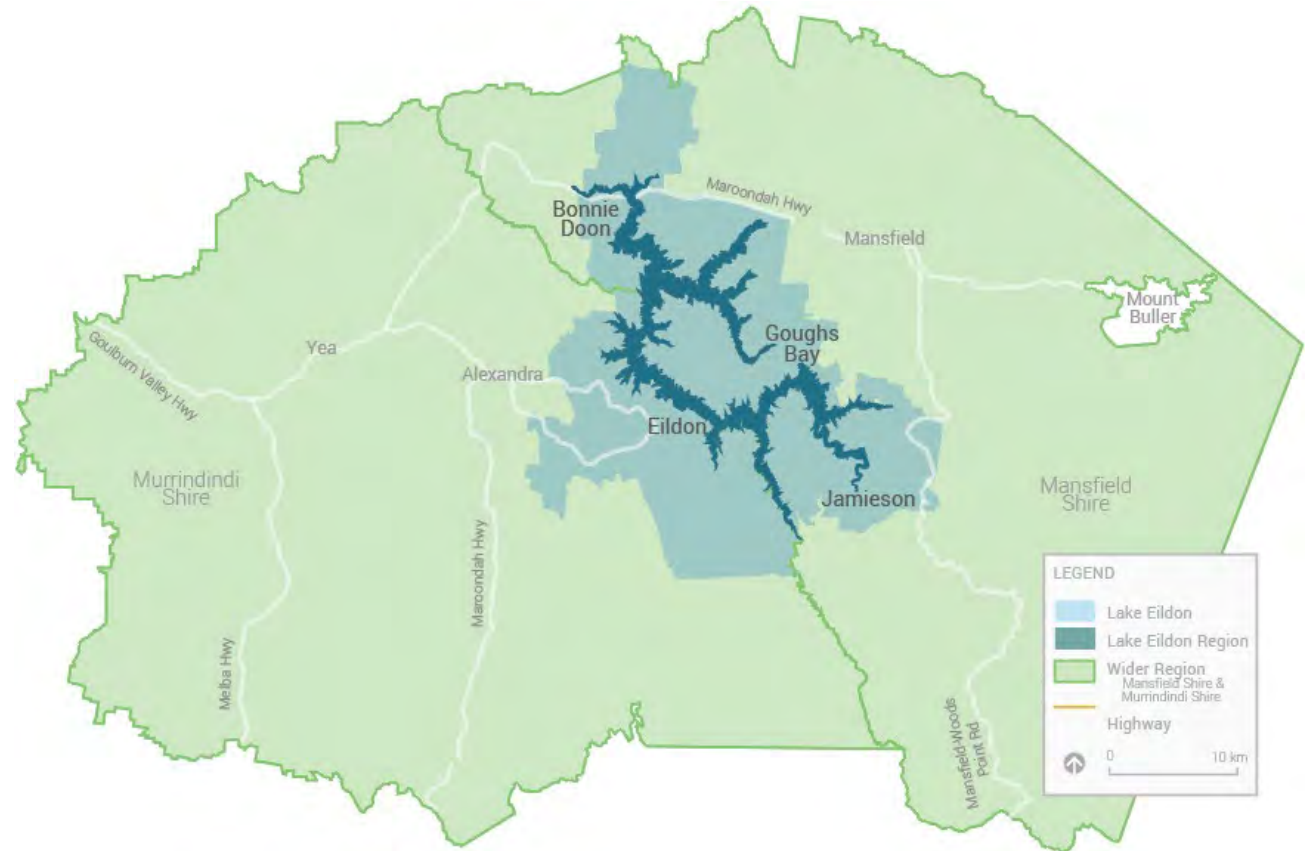 Maroondah Hwy
Bonnie
Doon
Mansfield
Mount
Buller
Goughs
Bay
Goulburn Valley Hwy
Yea
Alexandra
Eildon
Murrindindi
Shire
Jamieson
Mansfield
Shire
Maroondah Hwy
Melba Hwy
Mansfield-Woods
Point Rd
LEGEND
Lake Eildon
Lake Eildon Region
Wider Region
Mansfield Shire &
Murrindindi Shire
Highway
0 10 km